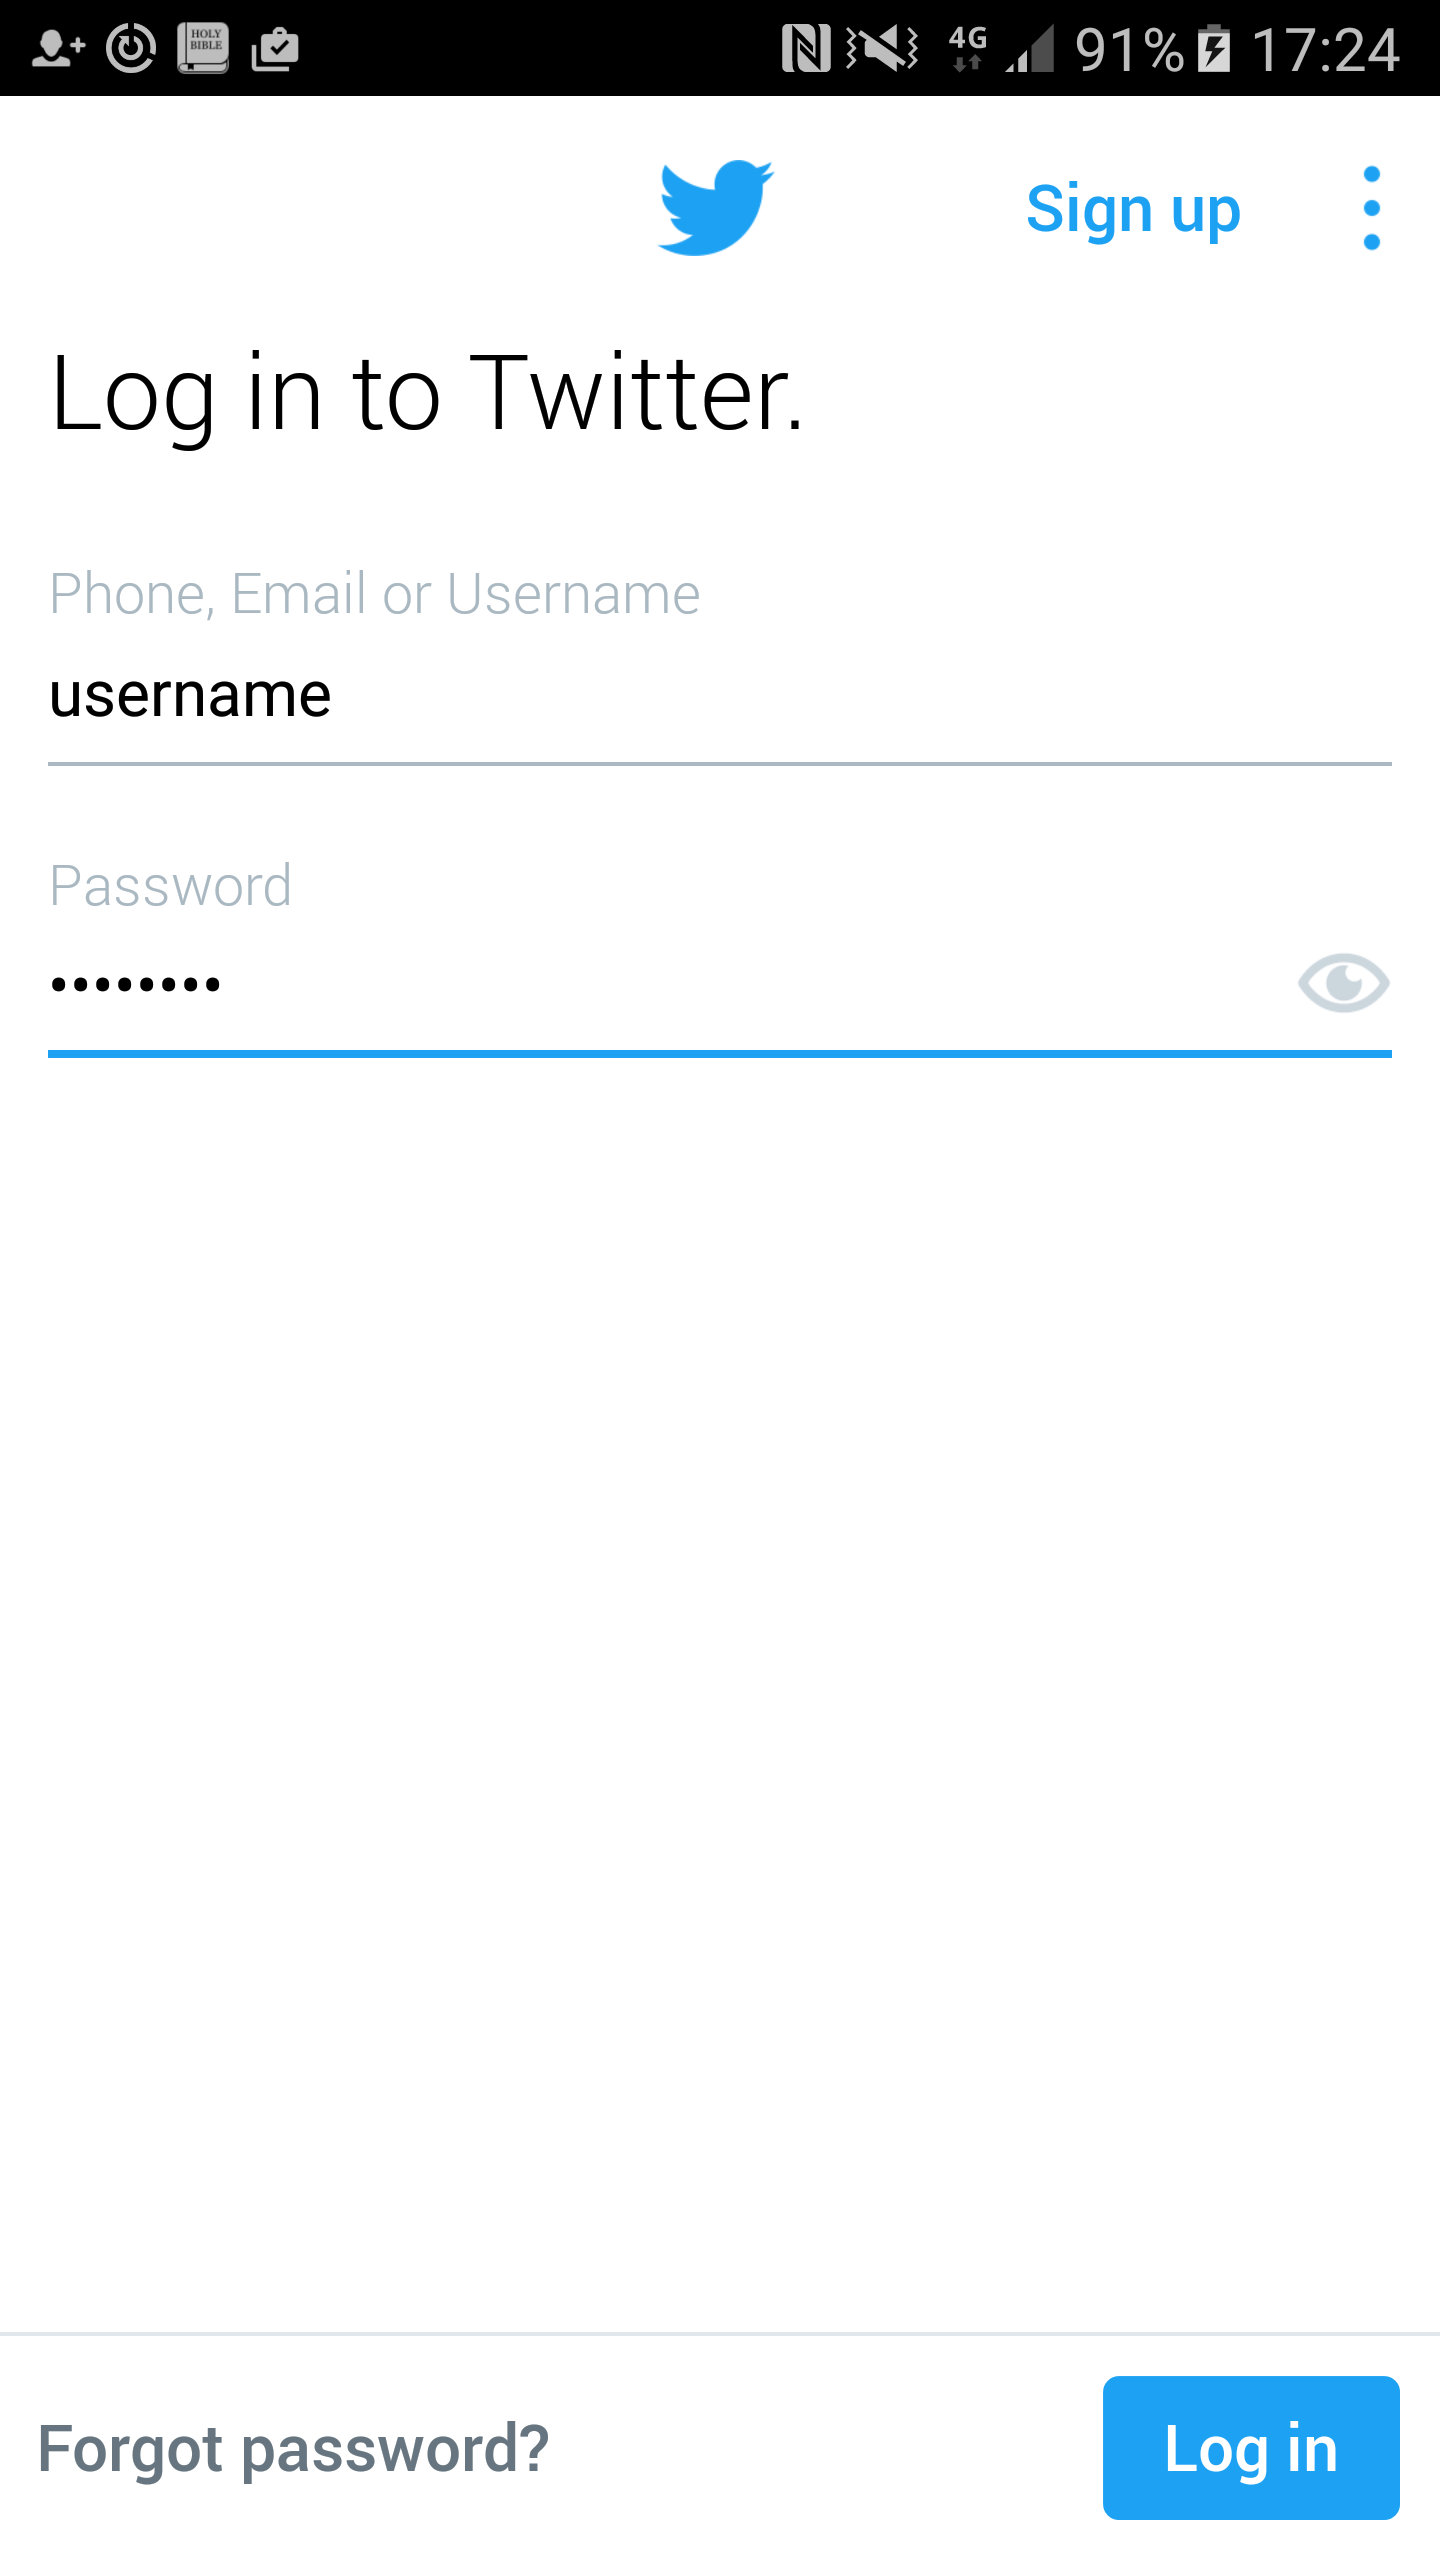 HOLY
BIBLE
4G 91% 17:24
Sign up
Log in to Twitter.
Phone, Email or Username
username
Password
••••••••
Forgot password?
Log in